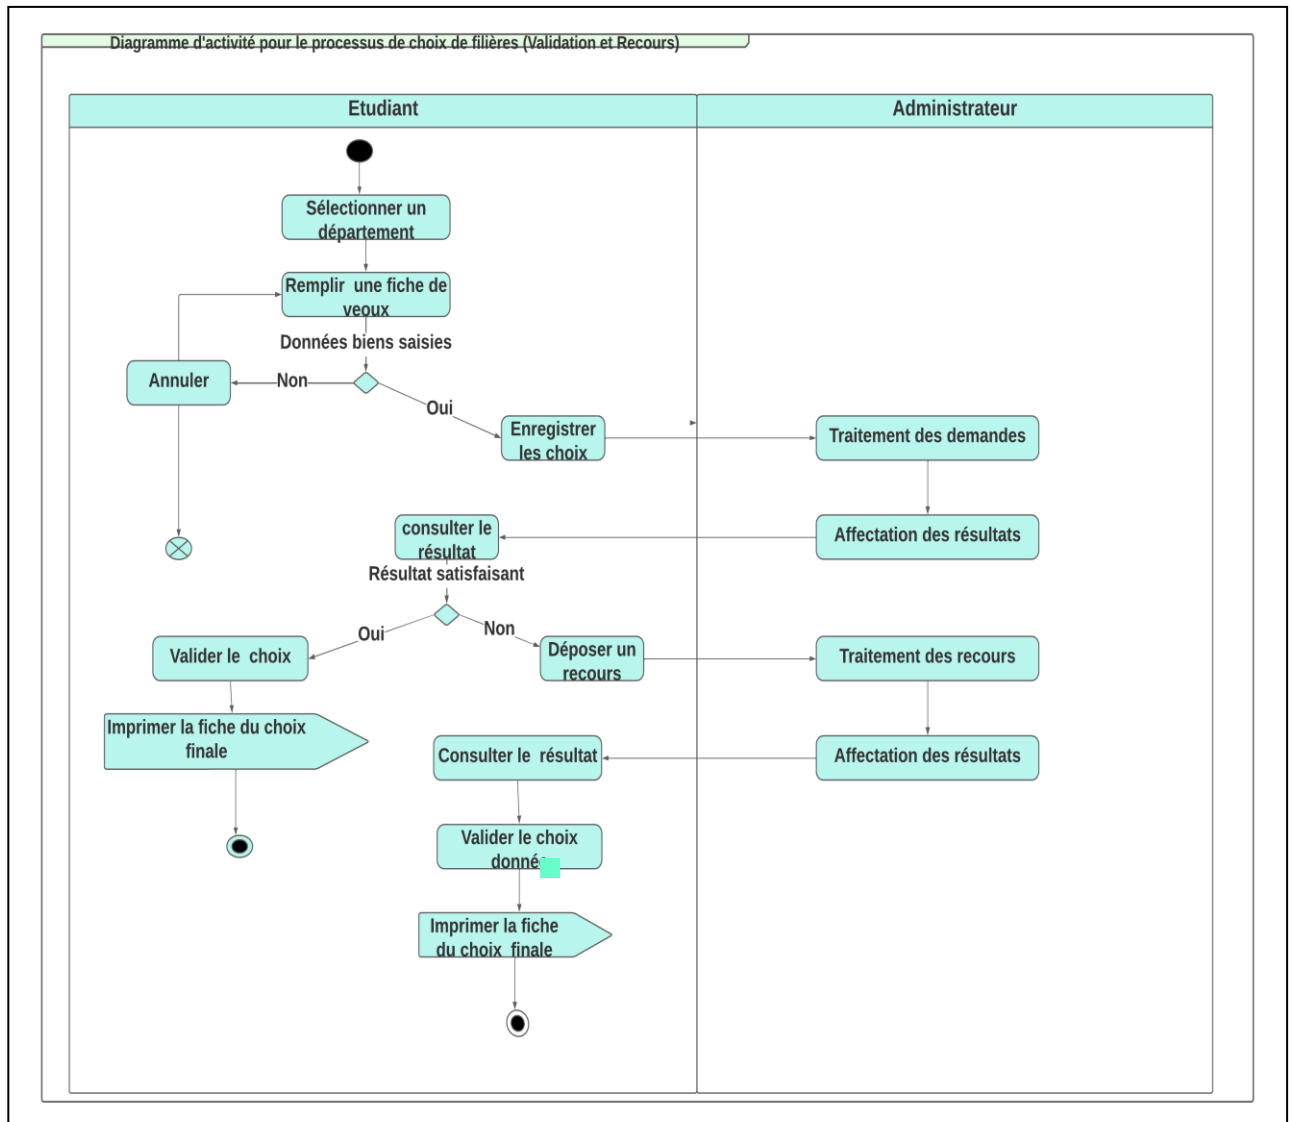 Diagramme d'activité pour le processus de choix de filières (Validation et Recours)
Etudiant
Administrateur
Sélectionner un
département
Remplir une fiche de
veoux
Données biens saisies
Annuler
Non
Oui
Enregistrer
les choix
Traitement des demandes
consulter le
résultat
Affectation des résultats
Résultat satisfaisant
Oui
Non
Valider le choix
Déposer un
recours
Traitement des recours
Imprimer la fiche du choix
finale
Consulter le résultat
Affectation des résultats
Valider le choix
donnée
Imprimer la fiche
du choix finale